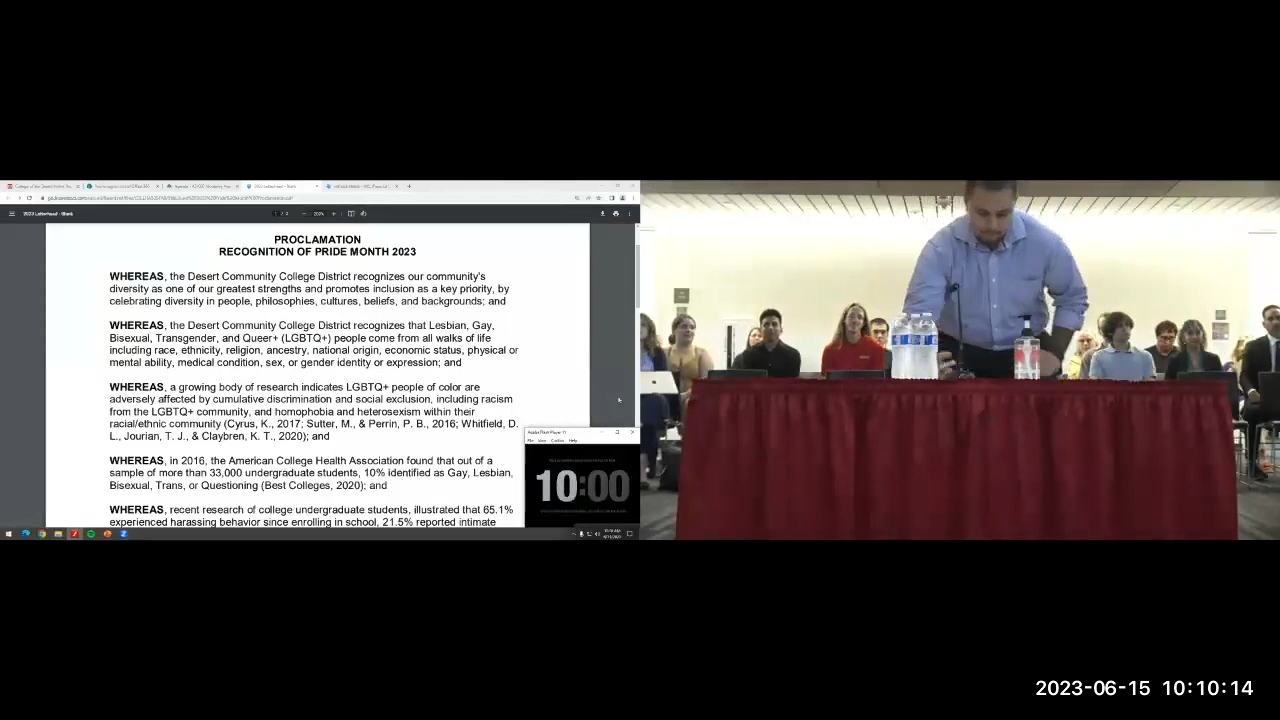 2023 Letterhead - Blank
PROCLAMATION
RECOGNITION OF PRIDE MONTH 2023
WHEREAS, the Desert Community College District recognizes our community's
diversity as one of our greatest strengths and promotes inclusion as a key priority, by
celebrating diversity in people, philosophies, cultures, beliefs, and backgrounds; and
WHEREAS, the Desert Community College District recognizes that Lesbian, Gay,
Bisexual, Transgender, and Queer+ (LGBTQ+) people come from all walks of life
including race, ethnicity, religion, ancestry, national origin, economic status, physical or
mental ability, medical condition, sex, or gender identity or expression; and
WHEREAS, a growing body of research indicates LGBTQ+ people of color are
adversely affected by cumulative discrimination and social exclusion, including racism
from the LGBTQ+ community, and homophobia and heterosexism within their
racial/ethnic community (Cyrus, K., 2017; Sutter, M., & Perrin, P. B., 2016; Whitfield, D.
L., Jourian, T. J., & Claybren, K. T., 2020); and
WHEREAS, in 2016, the American College Health Association found that out of a
sample of more than 33,000 undergraduate students, 10% identified as Gay, Lesbian,
Bisexual, Trans, or Questioning (Best Colleges, 2020); and
WHEREAS, recent research of college undergraduate students, illustrated that 65.1%
experienced harassing behavior since enrolling in school, 21.5% reported intimate
Adobe Flash Player
File View Control Help
10:00
2023-06-15 10:10:14